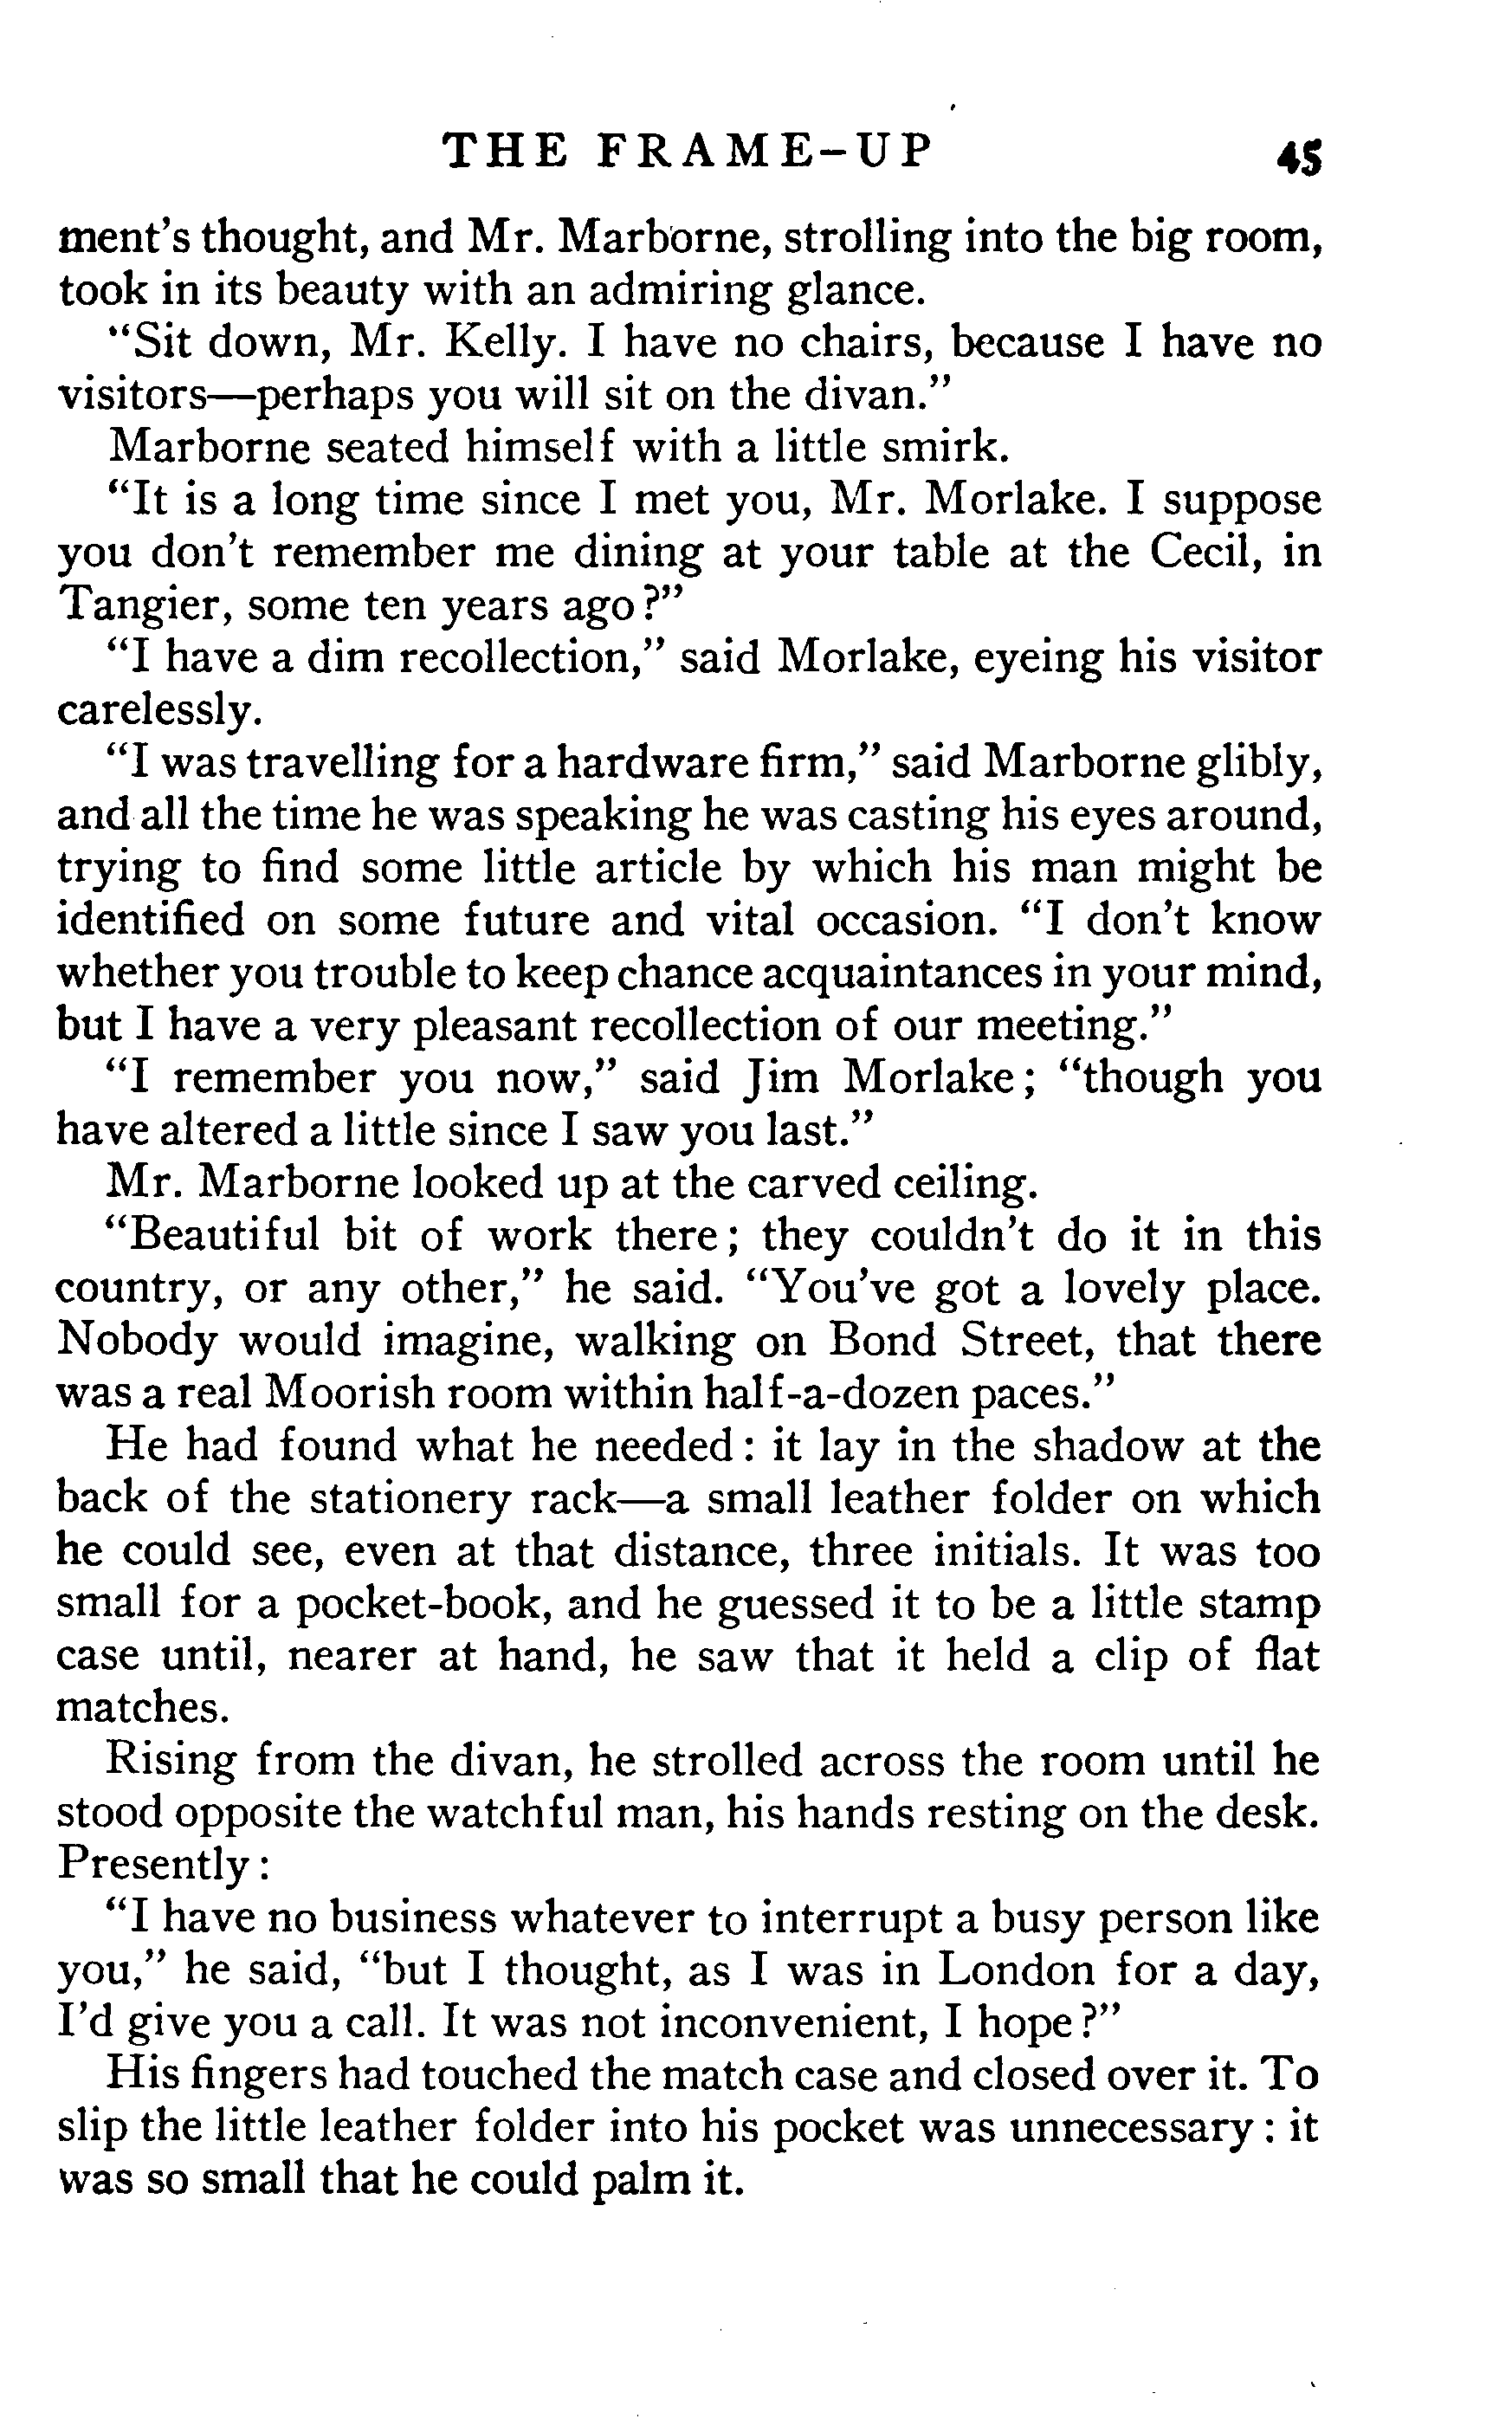 THE FRAME-UP 45
ment's thought, and Mr. Marborne, strolling into the big room,
took in its beauty with an admiring glance.
"Sit down, Mr. Kelly. I have no chairs, because I have no
visitors—perhaps you will sit on the divan."
Marborne seated himself with a little smirk.
"It is a long time since I met you, Mr. Morlake. I suppose
you don't remember me dining at your table at the Cecil, in
Tangier, some ten years ago?"
"I have a dim recollection," said Morlake, eyeing his visitor
carelessly.
"I was travelling for a hardware firm," said Marborne glibly,
and all the time he was speaking he was casting his eyes around,
trying to find some little article by which his man might be
identified on some future and vital occasion. "I don't know
whether you trouble to keep chance acquaintances in your mind,
but I have a very pleasant recollection of our meeting."
"I remember you now," said Jim Morlake; "though you
have altered a little since I saw you last."
Mr. Marborne looked up at the carved ceiling.
"Beautiful bit of work there; they couldn't do it in this
country, or any other," he said. "You've got a lovely place.
Nobody would imagine, walking on Bond Street, that there
was a real Moorish room within half-a-dozen paces."
He had found what he needed: it lay in the shadow at the
back of the stationery rack—a small leather folder on which
he could see, even at that distance, three initials. It was too
small for a pocket-book, and he guessed it to be a little stamp
case until, nearer at hand, he saw that it held a clip of flat
matches.
Rising from the divan, he strolled across the room until he
stood opposite the watchful man, his hands resting on the desk.
Presently:
"I have no business whatever to interrupt a busy person like
you," he said, "but I thought, as I was in London for a day,
I'd give you a call. It was not inconvenient, I hope?"
His fingers had touched the match case and closed over it. To
slip the little leather folder into his pocket was unnecessary: it
was so small that he could palm it.